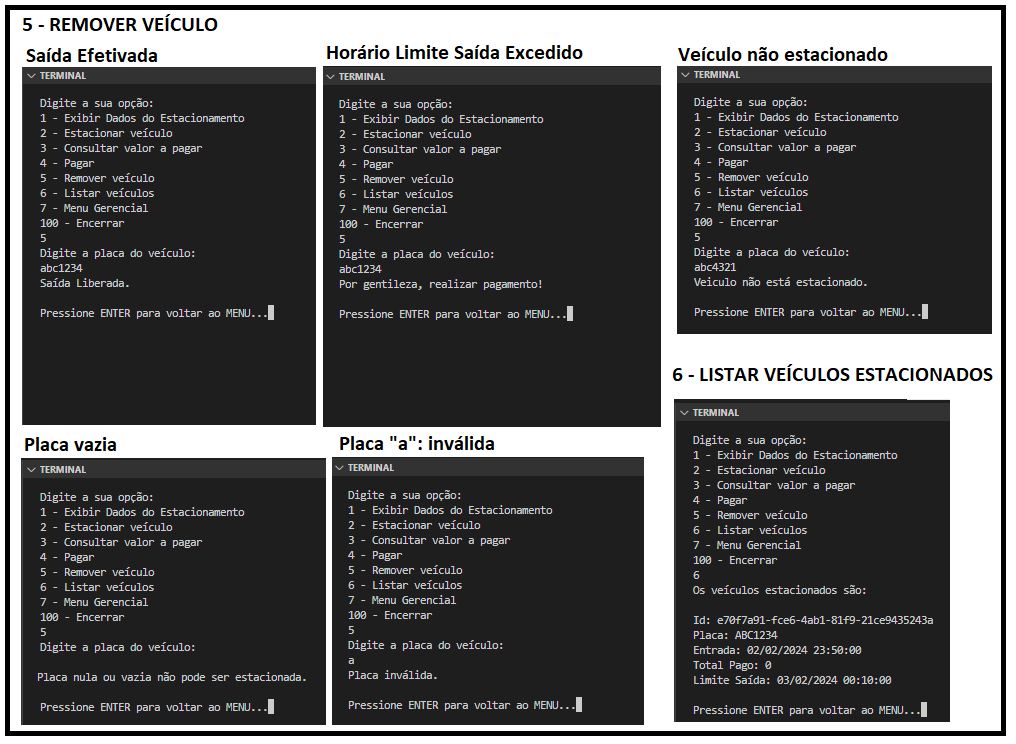 5 - REMOVER VEÍCULO
Saída Efetivada
TERMINAL
Digite a sua opção:
1 - Exibir Dados do Estacionamento
2 - Estacionar veículo
3 - Consultar valor a pagar
4 - Pagar
5 - Remover veículo
6 - Listar veículos
7 - Menu Gerencial
100 - Encerrar
5
Digite a placa do veículo:
abc1234
Saída Liberada.
Pressione ENTER para voltar ao MENU...
Horário Limite Saída Excedido
TERMINAL
Digite a sua opção:
1 - Exibir Dados do Estacionamento
2 - Estacionar veículo
3 - Consultar valor a pagar
4 - Pagar
5 - Remover veículo
6 - Listar veículos
7 - Menu Gerencial
100 - Encerrar
5
Digite a placa do veículo:
abc1234
Por gentileza, realizar pagamento!
Pressione ENTER para voltar ao MENU...
Veículo não estacionado
TERMINAL
Digite a sua opção:
1 - Exibir Dados do Estacionamento
2 - Estacionar veículo
3 - Consultar valor a pagar
4 - Pagar
5 - Remover veículo
6 - Listar veículos
7 - Menu Gerencial
100 - Encerrar
5
Digite a placa do veículo:
abc4321
Veiculo não está estacionado.
Pressione ENTER para voltar ao MENU...
Placa vazia
TERMINAL
Digite a sua opção:
1 - Exibir Dados do Estacionamento
2 - Estacionar veículo
3 - Consultar valor a pagar
4 - Pagar
5 - Remover veículo
6 - Listar veículos
7 - Menu Gerencial
100 - Encerrar
5
Digite a placa do veículo:
Placa nula ou vazia não pode ser estacionada.
Pressione ENTER para voltar ao MENU...
Placa "a": inválida
TERMINAL
Digite a sua opção:
1 - Exibir Dados do Estacionamento
2 - Estacionar veículo
3 - Consultar valor a pagar
4 - Pagar
5 - Remover veículo
6 - Listar veículos
7 - Menu Gerencial
100 - Encerrar
5
Digite a placa do veículo:
a
Placa inválida.
Pressione ENTER para voltar ao MENU...
6 - LISTAR VEÍCULOS ESTACIONADOS
TERMINAL
Digite a sua opção:
1 - Exibir Dados do Estacionamento
2 - Estacionar veículo
3 - Consultar valor a pagar
4 - Pagar
5 - Remover veículo
6 - Listar veículos
7 - Menu Gerencial
100 - Encerrar
6
Os veículos estacionados são:
Id: e70f7a91-fce6-4ab1-81f9-21ce9435243a
Placa: ABC1234
Entrada: 02/02/2024 23:50:00
Total Pago: 0
Limite Saída: 03/02/2024 00:10:00
Pressione ENTER para voltar ao MENU...